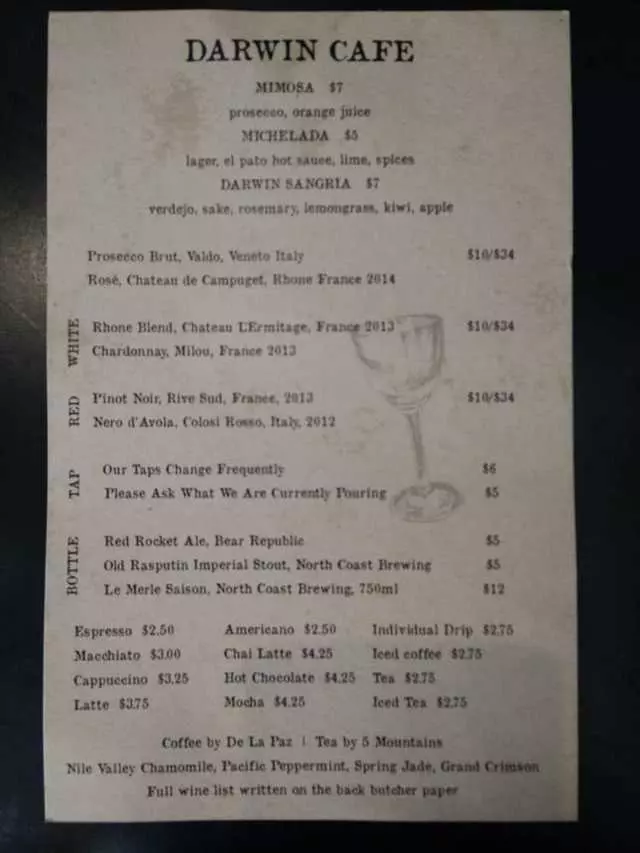 DARWIN CAFE
MIMOSA $7
prosecco, orange juice
MICHELADA $5
lager, el pato hot sauce, lime, spices
DARWIN SANGRIA $7
verdejo, sake, rosemary, lemongrass, kiwi, apple
Prosecco Brut, Valdo, Veneto Italy $10/$34
Rosé, Chateau de Campuget, Rhone France 2014
WHITE
Rhone Blend, Chateau L'Ermitage, France 2013 $10/$34
Chardonnay, Milou, France 2013
RED
Pinot Noir, Rive Sud, France, 2013 $10/$34
Nero d'Avola, Colosi Rosso, Italy, 2012
TAP
Our Taps Change Frequently $6
Please Ask What We Are Currently Pouring $5
BOTTLE
Red Rocket Ale, Bear Republic $5
Old Rasputin Imperial Stout, North Coast Brewing $5
Le Merle Saison, North Coast Brewing, 750ml $12
Espresso $2.50 Americano $2.50 Individual Drip $2.75
Macchiato $3.00 Chai Latte $4.25 Iced coffee $2.75
Cappuccino $3.25 Hot Chocolate $4.25 Tea $2.75
Latte $3.75 Mocha $4.25 Iced Tea $2.75
Coffee by De La Paz | Tea by 5 Mountains
Nile Valley Chamomile, Pacific Peppermint, Spring Jade, Grand Crimson
Full wine list written on the back butcher paper